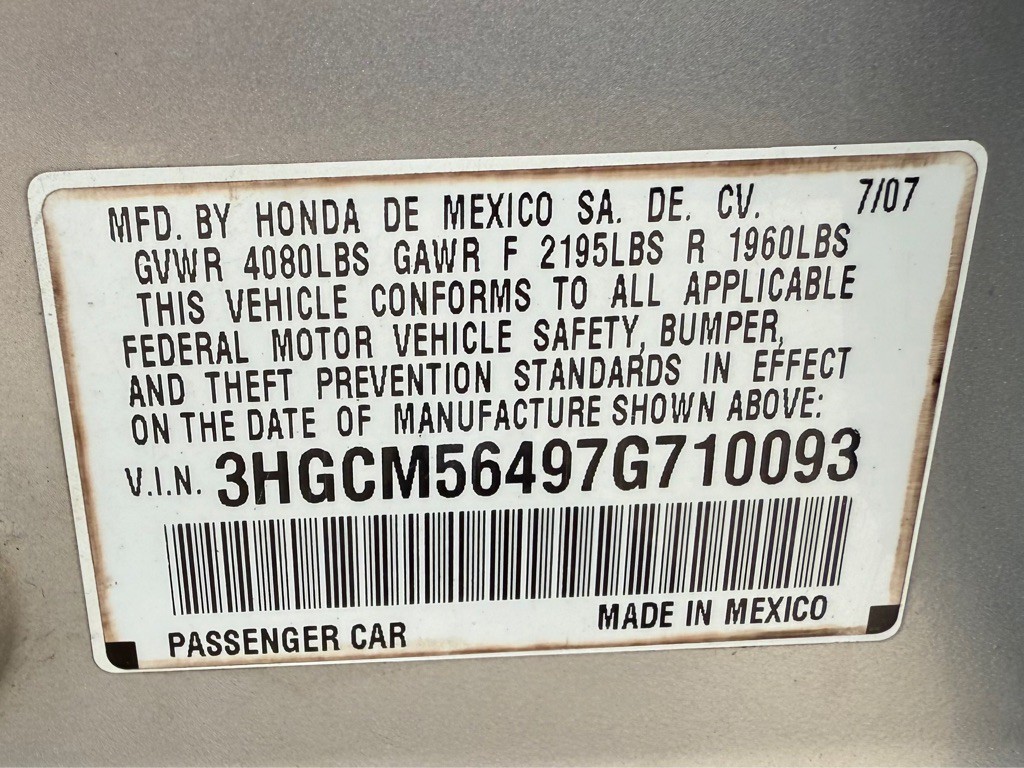 MFD. BY HONDA DE MEXICO SA. DE. CV. 7/07
GVWR 4080LBS GAWR F 2195LBS R 1960LBS
THIS VEHICLE CONFORMS TO ALL APPLICABLE
FEDERAL MOTOR VEHICLE SAFETY, BUMPER,
AND THEFT PREVENTION STANDARDS IN EFFECT
ON THE DATE OF MANUFACTURE SHOWN ABOVE:
V.I.N. 3HGCM56497G710093
PASSENGER CAR MADE IN MEXICO